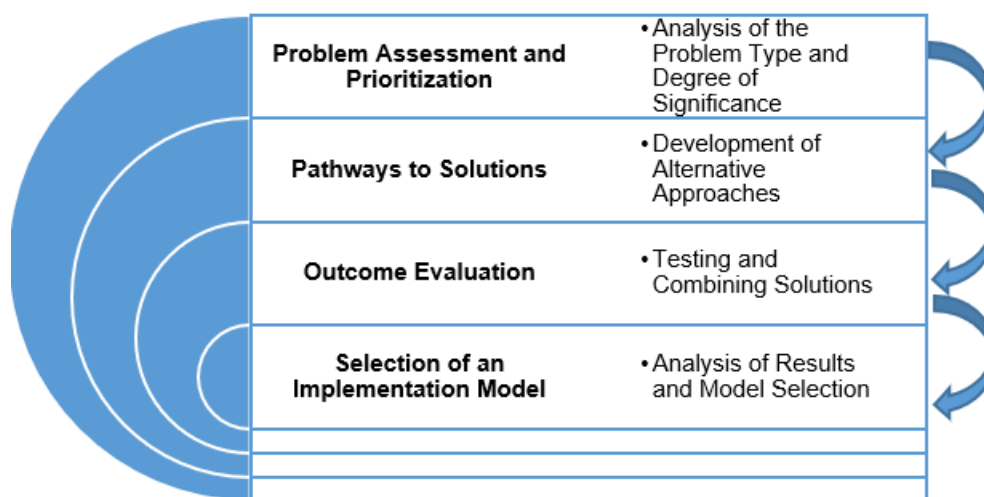 Problem Assessment and
Prioritization
•Analysis of the
Problem Type and
Degree of
Significance
Pathways to Solutions
•Development of
Alternative
Approaches
Outcome Evaluation
•Testing and
Combining Solutions
Selection of an
Implementation Model
•Analysis of Results
and Model Selection